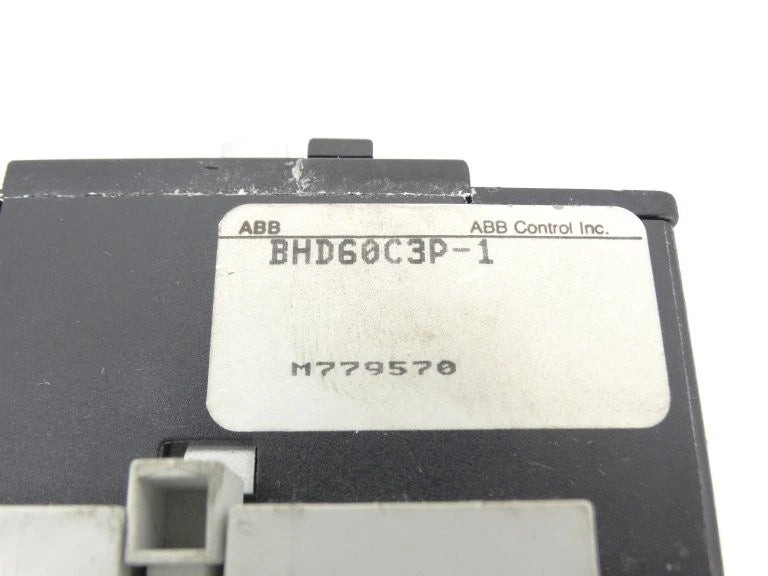 ABB ABB Control Inc.
BHD60C3P-1
M779570